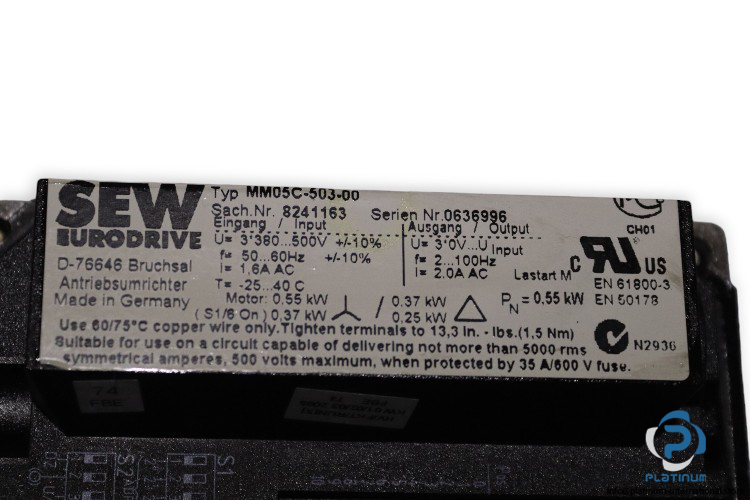 SEW
EURODRIVE
D-76646 Bruchsal
Antriebsumrichter
Made in Germany
Typ MM05C-503-00
Sach.Nr. 8241163 Serien Nr.0636996
Eingang / Input
U= 3*380...500V +/-10%
f= 50...60Hz +/-10%
I= 1,6A AC
T= -25...40 C
Ausgang / Output
U= 3*0V...U Input
f= 2...100Hz
I= 2.0A AC Lastart M
Motor: 0,55 kW / 0.37 kW PN = 0,55 kW
(S1/6 On) 0,37 kW / 0.25 kW
Use 60/75°C copper wire only. Tighten terminals to 13,3 In. - lbs.(1,5 Nm)
Suitable for use on a circuit capable of delivering not more than 5000 rms
symmetrical amperes, 500 volts maximum, when protected by 35 A/600 V fuse.
CH01
C RU US
EN 61800-3
EN 50178
N2936
74
S1
S2
PLATINUM